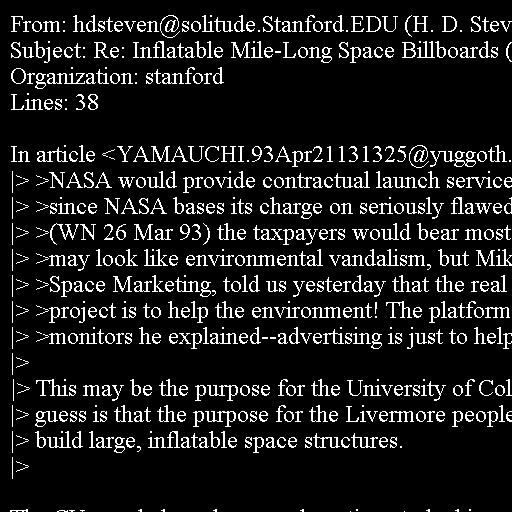 From: hdsteven@solitude.Stanford.EDU (H. D. Stev
Subject: Re: Inflatable Mile-Long Space Billboards (
Organization: stanford
Lines: 38
In article <YAMAUCHI.93Apr21131325@yuggoth.
|> >NASA would provide contractual launch service
|> >since NASA bases its charge on seriously flawed
|> >(WN 26 Mar 93) the taxpayers would bear most
|> >may look like environmental vandalism, but Mik
|> >Space Marketing, told us yesterday that the real
|> >project is to help the environment! The platform
|> >monitors he explained--advertising is just to help
|>
|> This may be the purpose for the University of Col
|> guess is that the purpose for the Livermore people
|> build large, inflatable space structures.
|>